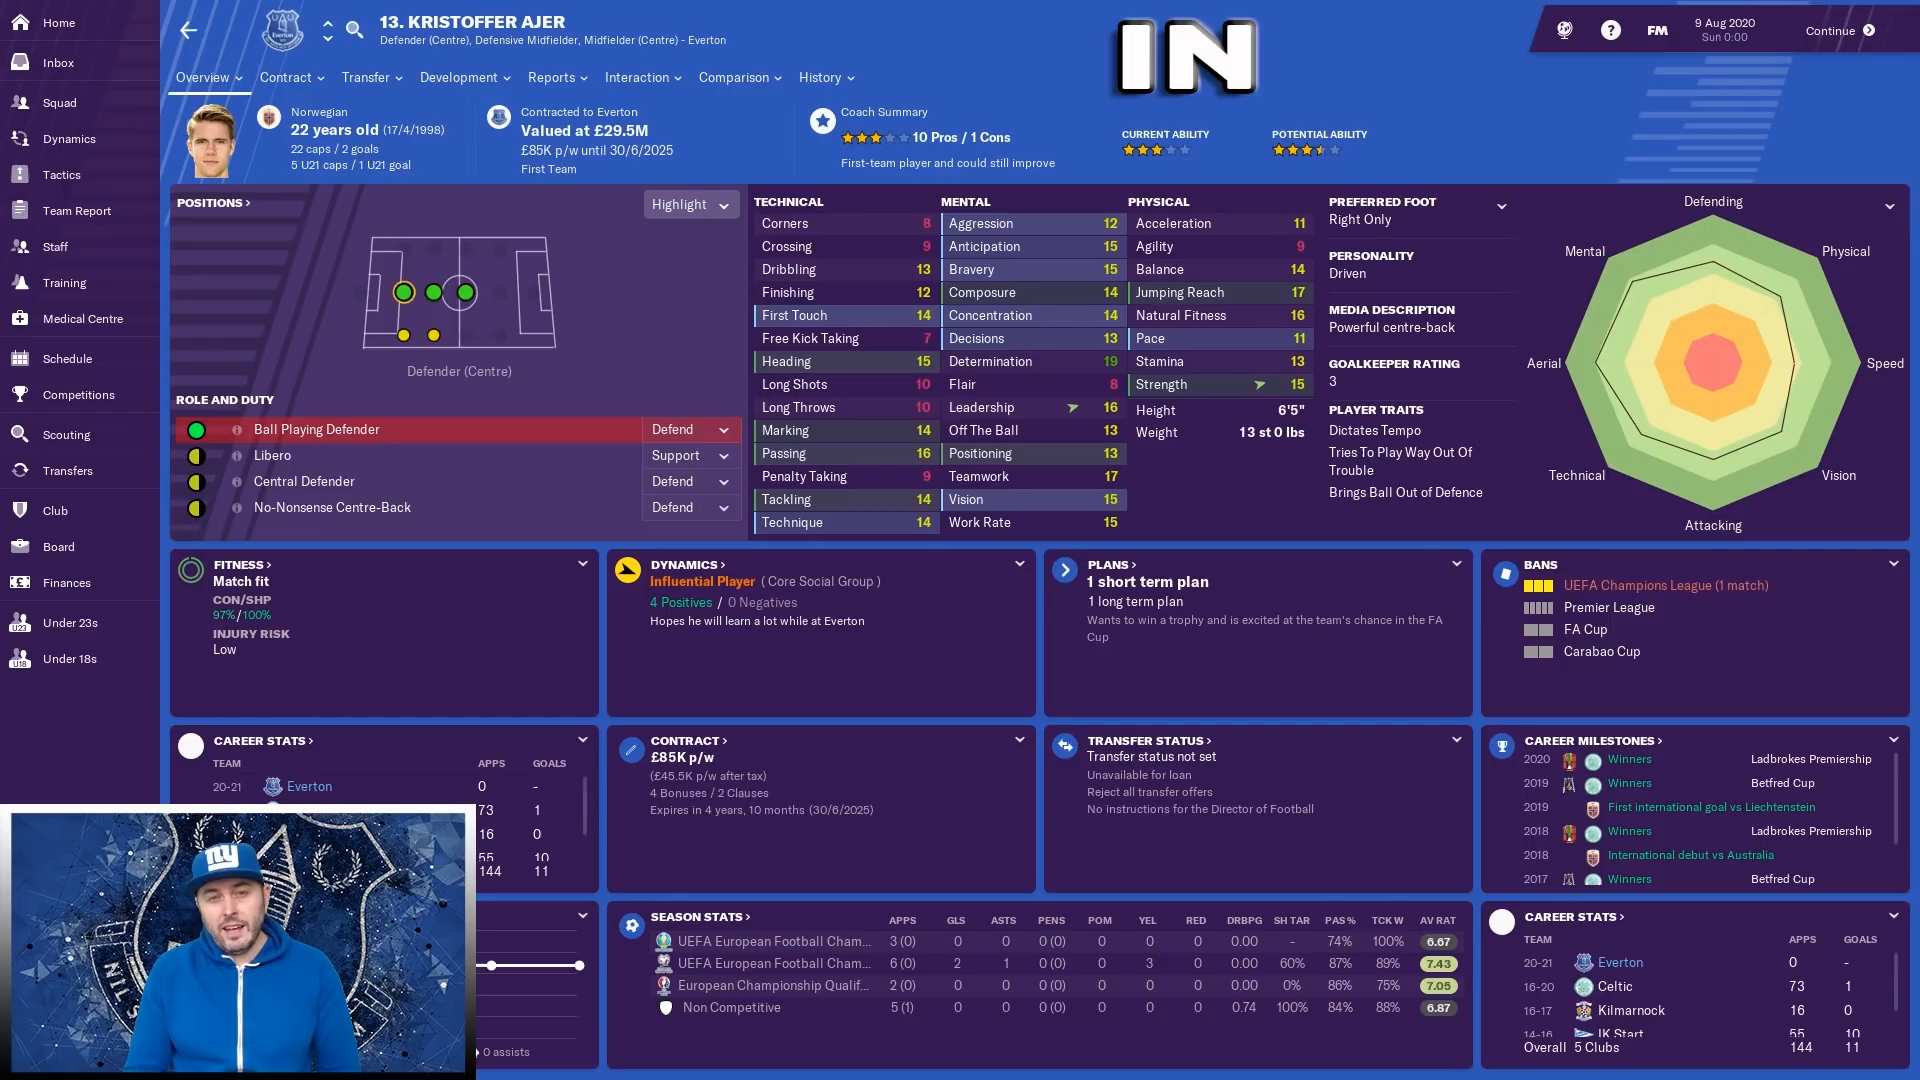 Home
Inbox
Squad
Dynamics
Tactics
Team Report
Staff
Training
Medical Centre
Schedule
Competitions
Scouting
Transfers
Club
Board
Finances
U23 Under 23s
U18 Under 18s
13. KRISTOFFER AJER
Defender (Centre), Defensive Midfielder, Midfielder (Centre) - Everton
IN
FM
9 Aug 2020
Sun 0:00
Continue
Overview Contract Transfer Development Reports Interaction Comparison History
Norwegian
22 years old (17/4/1998)
22 caps / 2 goals
5 U21 caps / 1 U21 goal
Contracted to Everton
Valued at £29.5M
£85K p/w until 30/6/2025
First Team
Coach Summary
10 Pros / 1 Cons
First-team player and could still improve
CURRENT ABILITY
POTENTIAL ABILITY
POSITIONS >
Highlight
Defender (Centre)
ROLE AND DUTY
Ball Playing Defender Defend
Libero Support
Central Defender Defend
No-Nonsense Centre-Back Defend
TECHNICAL
Corners 8
Crossing 9
Dribbling 13
Finishing 12
First Touch 14
Free Kick Taking 7
Heading 15
Long Shots 10
Long Throws 10
Marking 14
Passing 16
Penalty Taking 9
Tackling 14
Technique 14
MENTAL
Aggression 12
Anticipation 15
Bravery 15
Composure 14
Concentration 14
Decisions 13
Determination 19
Flair 8
Leadership 16
Off The Ball 13
Positioning 13
Teamwork 17
Vision 15
Work Rate 15
PHYSICAL
Acceleration 11
Agility 9
Balance 14
Jumping Reach 17
Natural Fitness 16
Pace 11
Stamina 13
Strength 15
Height 6'5"
Weight 13 st 0 lbs
PREFERRED FOOT
Right Only
PERSONALITY
Driven
MEDIA DESCRIPTION
Powerful centre-back
GOALKEEPER RATING
3
PLAYER TRAITS
Dictates Tempo
Tries To Play Way Out Of
Trouble
Brings Ball Out of Defence
Defending
Mental Physical
Aerial Speed
Technical Vision
Attacking
FITNESS >
Match fit
CON/SHP
97%/100%
INJURY RISK
Low
DYNAMICS >
Influential Player ( Core Social Group )
4 Positives / 0 Negatives
Hopes he will learn a lot while at Everton
PLANS >
1 short term plan
1 long term plan
Wants to win a trophy and is excited at the team's chance in the FA
Cup
BANS
UEFA Champions League (1 match)
Premier League
FA Cup
Carabao Cup
CAREER STATS >
TEAM APPS GOALS
20-21 Everton 0 -
73 1
16 0
55 10
144 11
CONTRACT >
£85K p/w
(£45.5K p/w after tax)
4 Bonuses / 2 Clauses
Expires in 4 years, 10 months (30/6/2025)
TRANSFER STATUS >
Transfer status not set
Unavailable for loan
Reject all transfer offers
No instructions for the Director of Football
CAREER MILESTONES >
2020 Winners Ladbrokes Premiership
2019 Winners Betfred Cup
2019 First international goal vs Liechtenstein
2018 Winners Ladbrokes Premiership
2018 International debut vs Australia
2017 Winners Betfred Cup
ny
NIL
0 assists
SEASON STATS > APPS GLS ASTS PENS POM YEL RED DRBPG SH TAR PAS % TCK W AV RAT
UEFA European Football Cham... 3 (0) 0 0 0 (0) 0 0 0 0.00 - 74% 100% 6.67
UEFA European Football Cham... 6 (0) 2 1 0 (0) 0 3 0 0.00 60% 87% 89% 7.43
European Championship Qualif... 2 (0) 0 0 0 (0) 0 0 0 0.00 0% 86% 75% 7.05
Non Competitive 5 (1) 0 0 0 (0) 0 0 0 0.74 100% 84% 88% 6.87
CAREER STATS >
TEAM APPS GOALS
20-21 Everton 0 -
16-20 Celtic 73 1
16-17 Kilmarnock 16 0
14-16 IK Start 55 10
Overall 5 Clubs 144 11